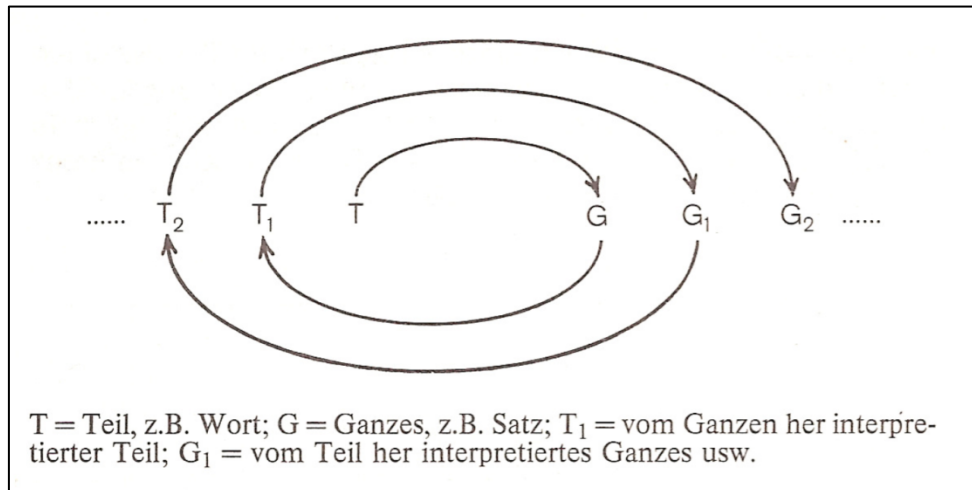 ...... T₂ T₁ T G G₁ G₂ ......
T = Teil, z.B. Wort; G = Ganzes, z.B. Satz; T₁ = vom Ganzen her interpre-
tierter Teil; G₁ = vom Teil her interpretiertes Ganzes usw.